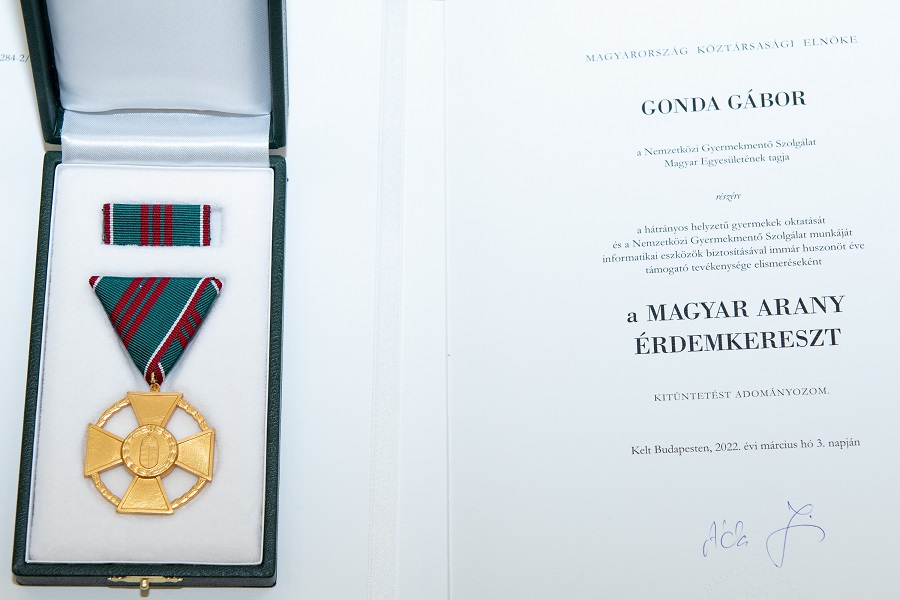 284-2/
MAGYARORSZÁG KÖZTÁRSASÁGI ELNÖKE
GONDA GÁBOR
a Nemzetközi Gyermekmentő Szolgálat
Magyar Egyesületének tagja
részére
a hátrányos helyzetű gyermekek oktatását
és a Nemzetközi Gyermekmentő Szolgálat munkáját
informatikai eszközök biztosításával immár huszonöt éve
támogató tevékenysége elismeréseként
a MAGYAR ARANY
ÉRDEMKERESZT
KITÜNTETÉST ADOMÁNYOZOM.
Kelt Budapesten, 2022. évi március hó 3. napján